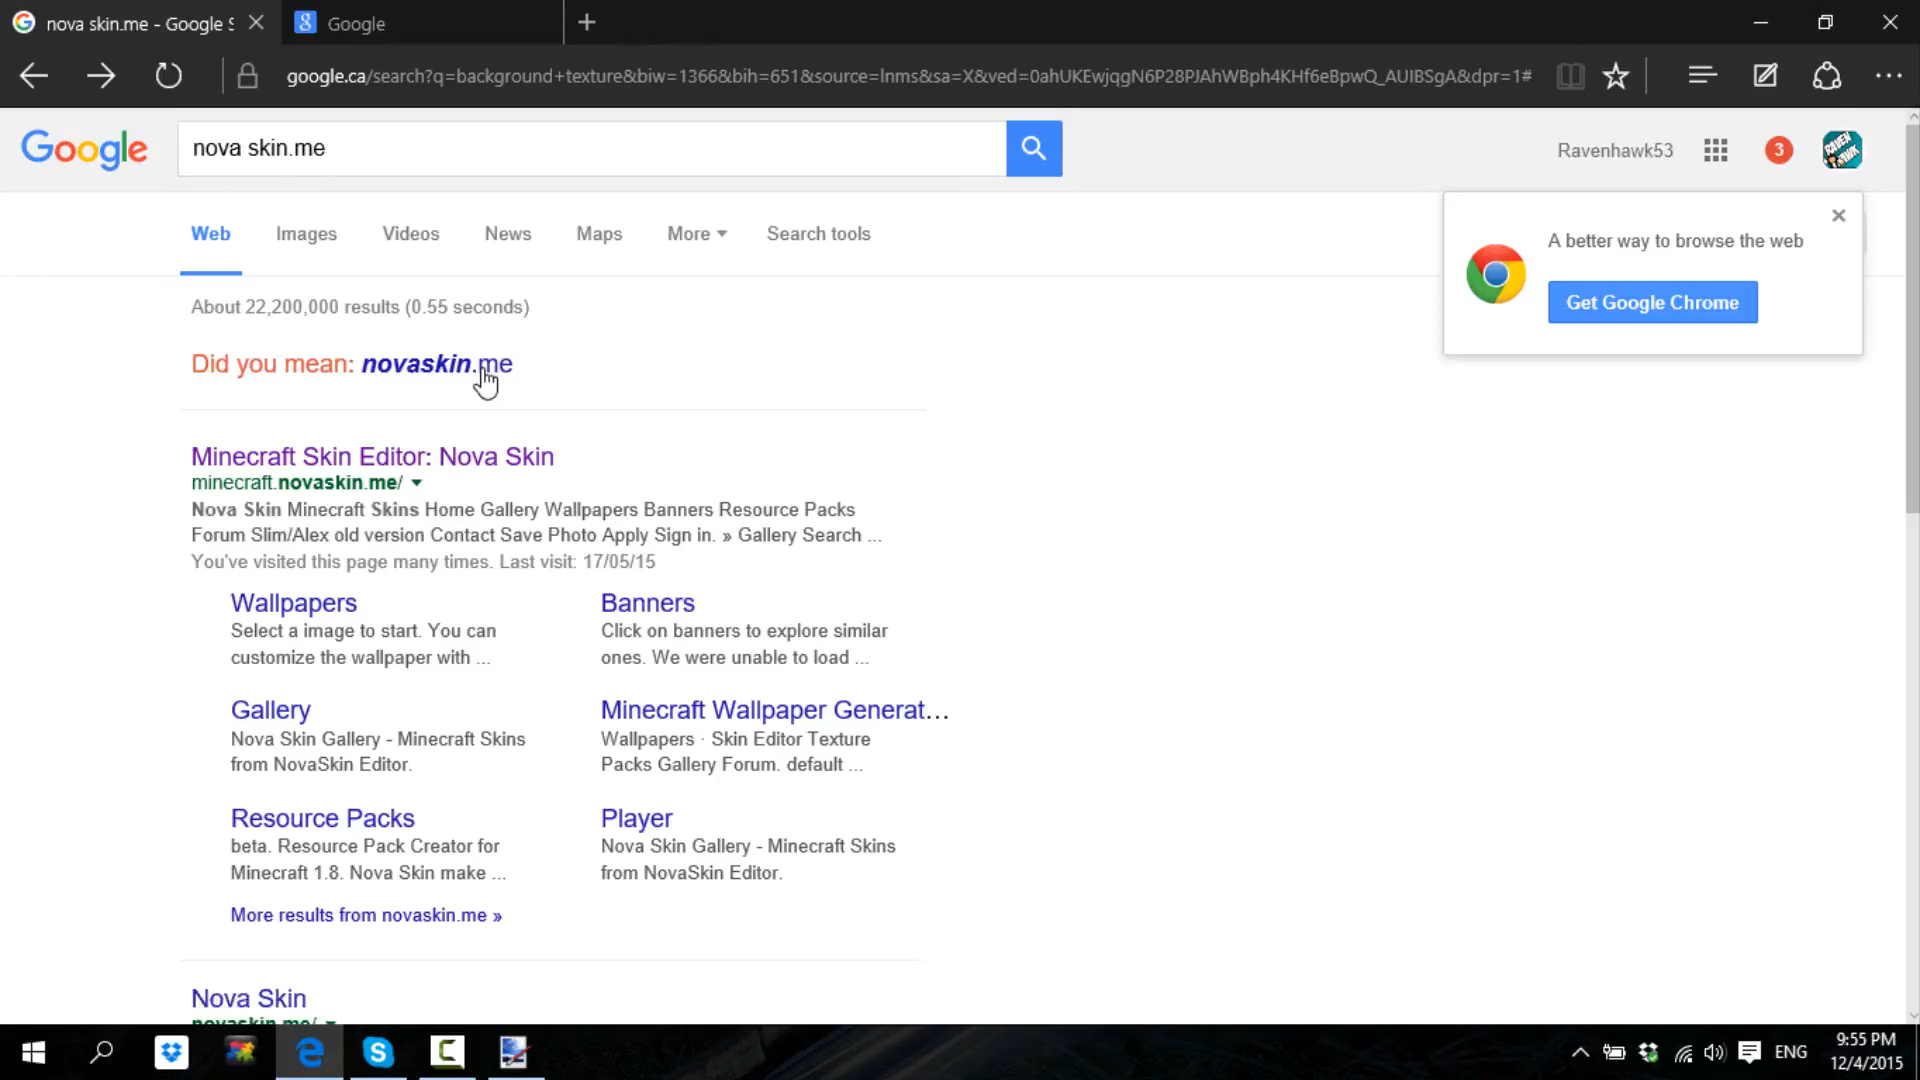 nova skin.me - Google S
Google
google.ca/search?q=background+texture&biw=1366&bih=651&source=lnms&sa=X&ved=0ahUKEwjqgN6P28PJAhWBph4KHf6eBpwQ_AUIBSgA&dpr=1#
Google
nova skin.me
Ravenhawk53
3
RAVEN
HAWK
Web Images Videos News Maps More Search tools
A better way to browse the web
Get Google Chrome
About 22,200,000 results (0.55 seconds)
Did you mean: novaskin.me
Minecraft Skin Editor: Nova Skin
minecraft.novaskin.me/
Nova Skin Minecraft Skins Home Gallery Wallpapers Banners Resource Packs
Forum Slim/Alex old version Contact Save Photo Apply Sign in. » Gallery Search ...
You've visited this page many times. Last visit: 17/05/15
Wallpapers
Select a image to start. You can
customize the wallpaper with ...
Banners
Click on banners to explore similar
ones. We were unable to load ...
Gallery
Nova Skin Gallery - Minecraft Skins
from NovaSkin Editor.
Minecraft Wallpaper Generat...
Wallpapers · Skin Editor Texture
Packs Gallery Forum. default ...
Resource Packs
beta. Resource Pack Creator for
Minecraft 1.8. Nova Skin make ...
Player
Nova Skin Gallery - Minecraft Skins
from NovaSkin Editor.
More results from novaskin.me »
Nova Skin
novaskin.me/
ENG
9:55 PM
12/4/2015